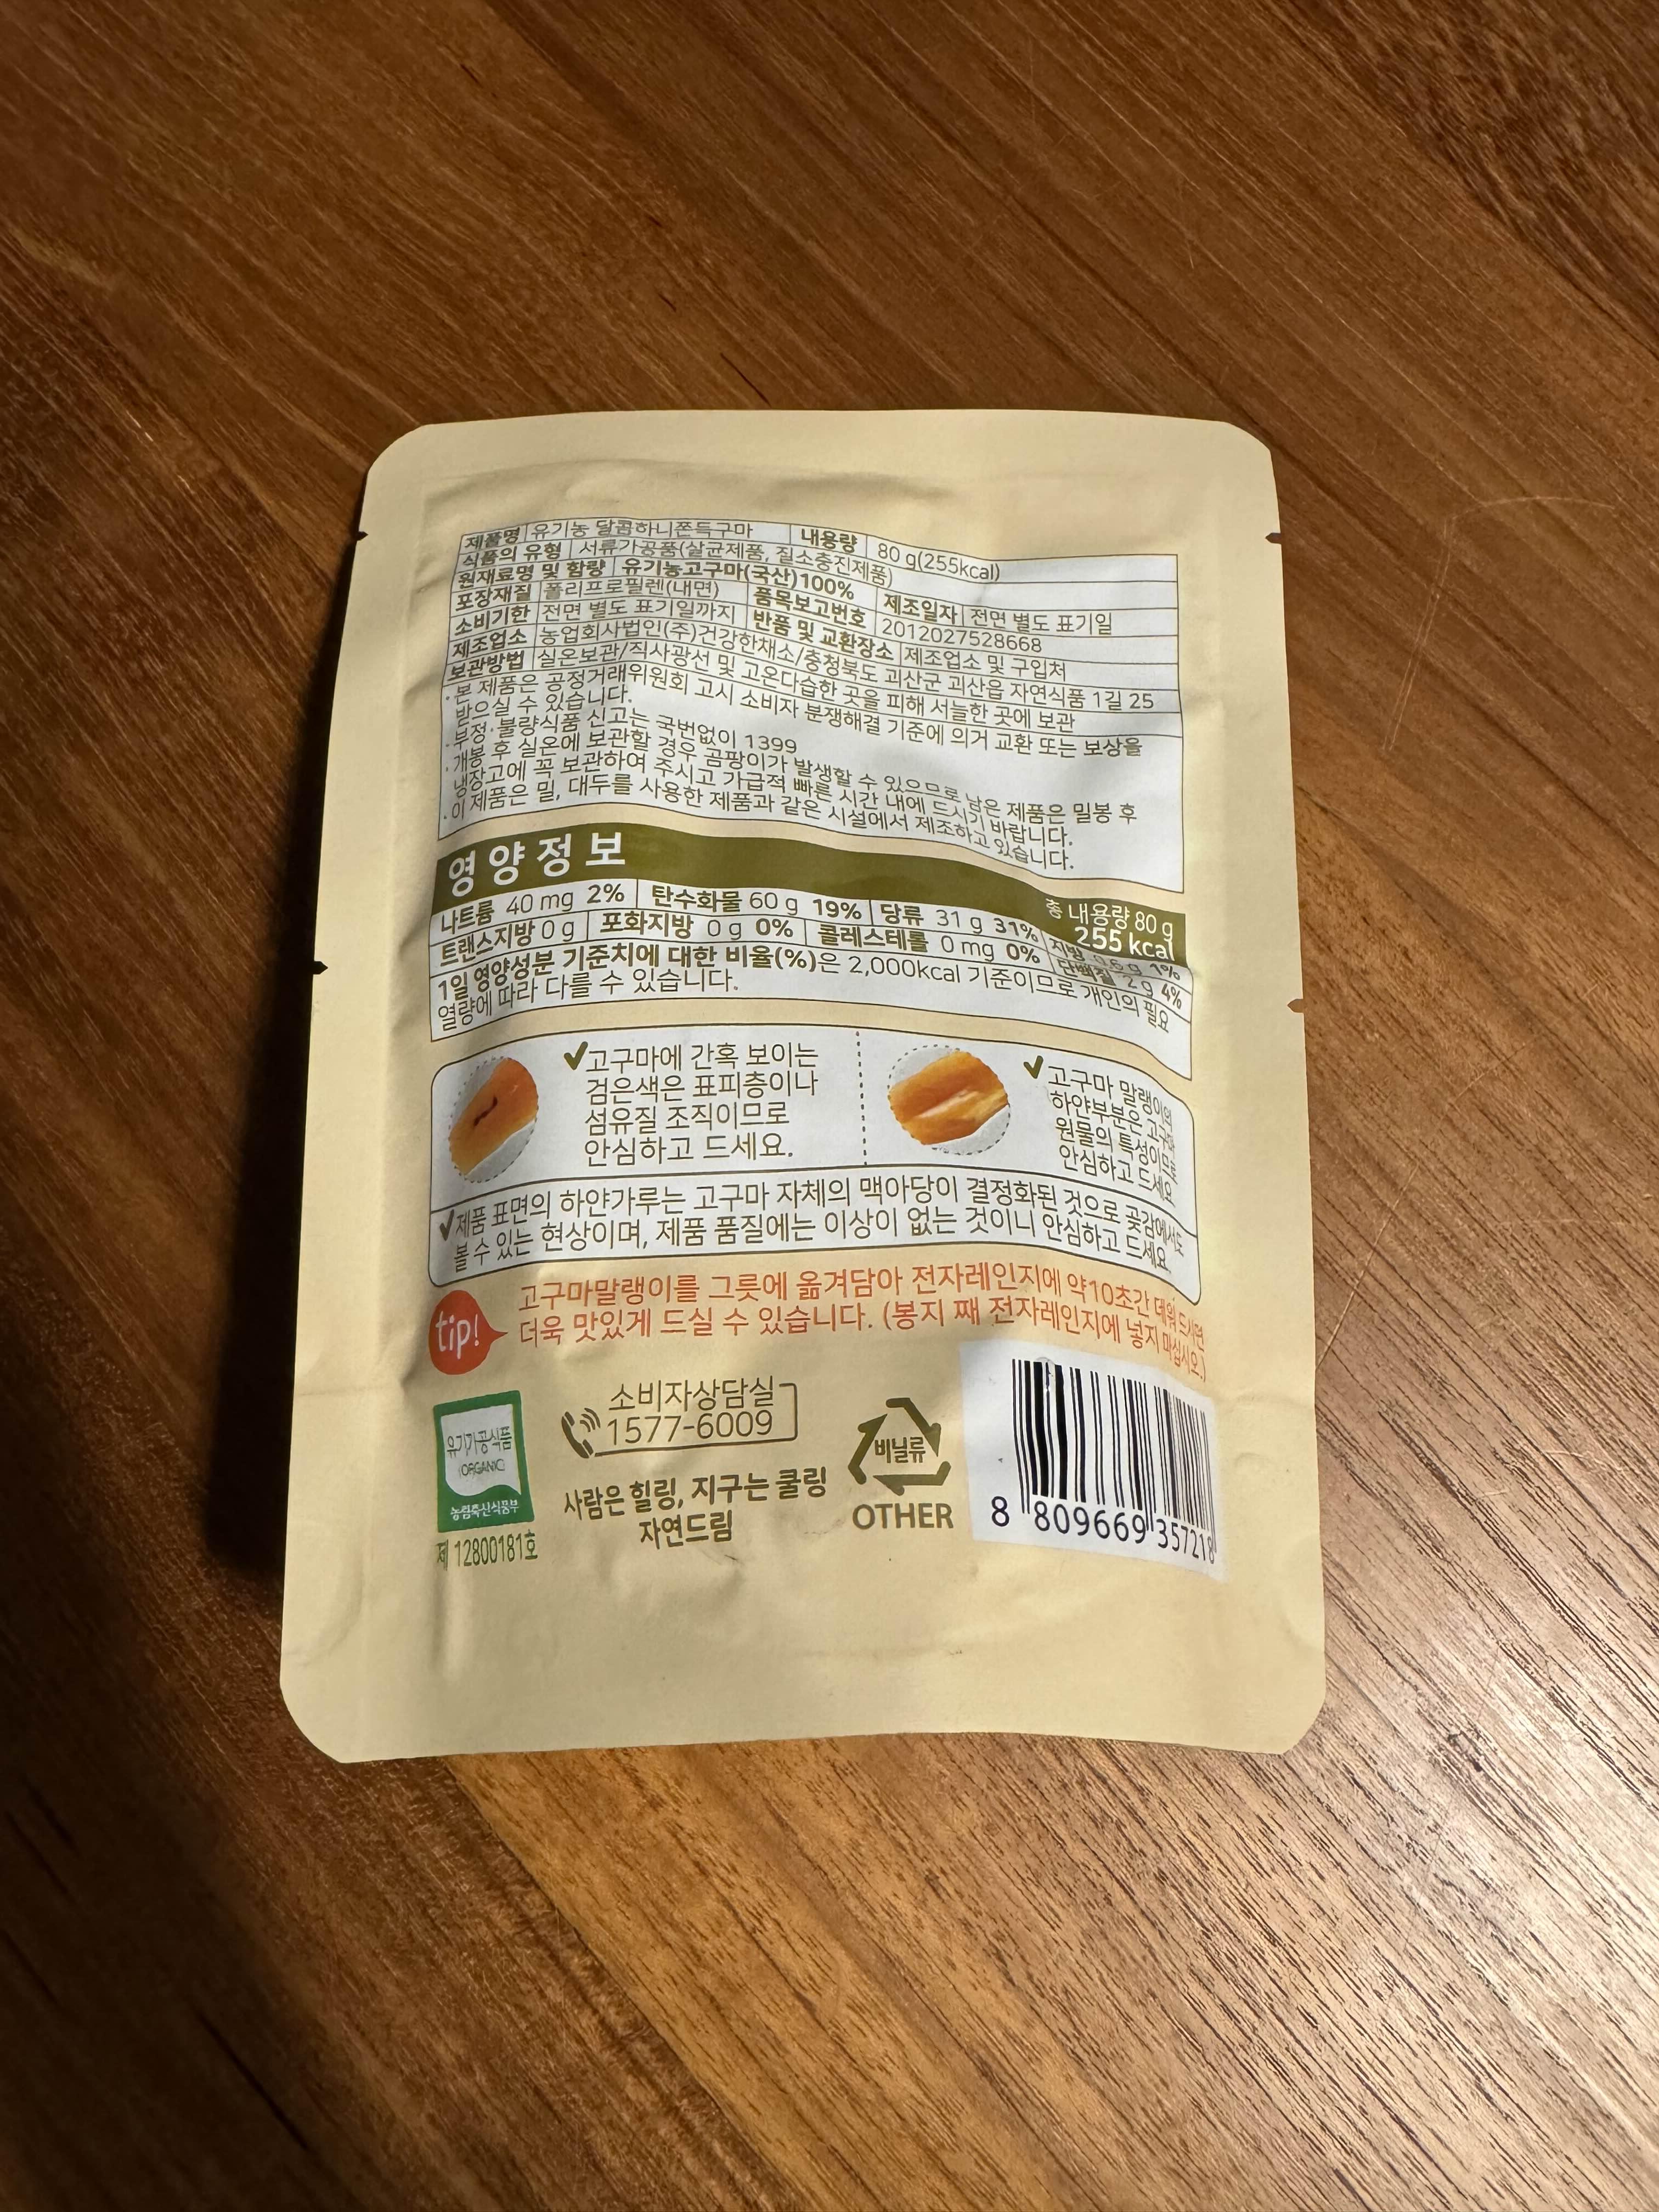 제품명 유기농 달콤하니쫀득구마 내용량 80 g(255kcal)
식품의 유형 서류가공품(살균제품, 질소충진제품)
원재료명 및 함량 유기농고구마(국산)100%
포장재질 폴리프로필렌(내면) 제조일자 전면 별도 표기일
소비기한 전면 별도 표기일까지 품목보고번호 2012027528668
반품 및 교환장소 제조업소 및 구입처
제조업소 농업회사법인(주)건강한채소/충청북도 괴산군 괴산읍 자연식품 1길 25
보관방법 실온보관/직사광선 및 고온다습한 곳을 피해 서늘한 곳에 보관
·본 제품은 공정거래위원회 고시 소비자 분쟁해결 기준에 의거 교환 또는 보상을
받으실 수 있습니다.
·부정·불량식품 신고는 국번없이 1399
·개봉 후 실온에 보관할 경우 곰팡이가 발생할 수 있으므로 남은 제품은 밀봉 후
냉장고에 꼭 보관하여 주시고 가급적 빠른 시간 내에 드시기 바랍니다.
·이 제품은 밀, 대두를 사용한 제품과 같은 시설에서 제조하고 있습니다.
영양정보
총 내용량 80 g
255 kcal
나트륨 40 mg 2% 탄수화물 60 g 19% 당류 31 g 31% 지방 0.6 g 1%
트랜스지방 0 g 포화지방 0 g 0% 콜레스테롤 0 mg 0% 단백질 2 g 4%
1일 영양성분 기준치에 대한 비율(%)은 2,000kcal 기준이므로 개인의 필요
열량에 따라 다를 수 있습니다.
✓고구마에 간혹 보이는
검은색은 표피층이나
섬유질 조직이므로
안심하고 드세요.
✓고구마 말랭이의
하얀부분은 고구마
원물의 특성이므로
안심하고 드세요.
✓제품 표면의 하얀가루는 고구마 자체의 맥아당이 결정화된 것으로 곶감에서도
볼 수 있는 현상이며, 제품 품질에는 이상이 없는 것이니 안심하고 드세요.
tip!
고구마말랭이를 그릇에 옮겨담아 전자레인지에 약10초간 데워 드시면
더욱 맛있게 드실 수 있습니다. (봉지 째 전자레인지에 넣지 마십시오.)
유기가공식품
(ORGANIC)
농림축산식품부
제 12800181호
소비자상담실
1577-6009
사람은 힐링, 지구는 쿨링
자연드림
비닐류
OTHER
8 809669 357218